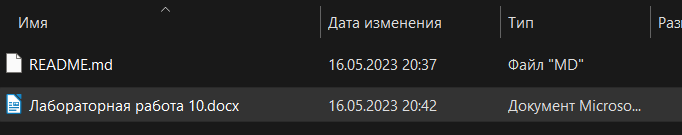 Имя Дата изменения Тип Раз
README.md 16.05.2023 20:37 Файл "MD"
Лабораторная работа 10.docx 16.05.2023 20:42 Документ Microso...